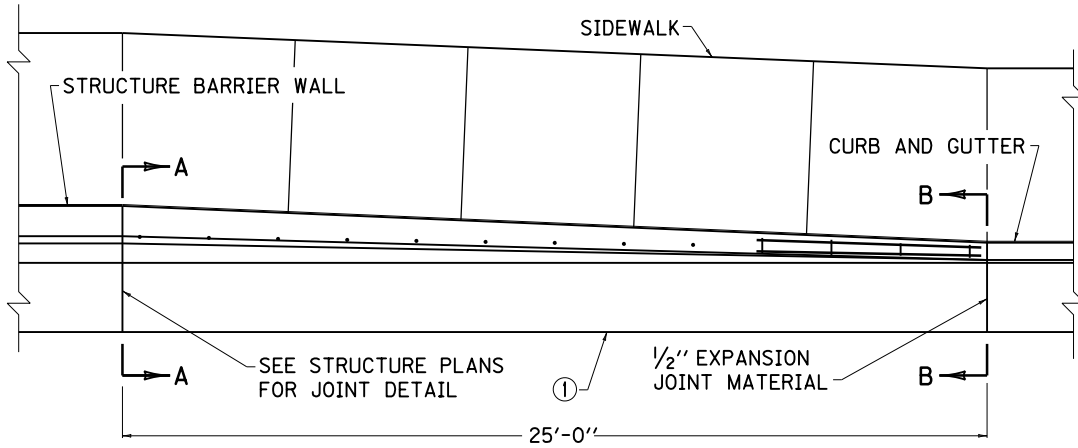 SIDEWALK
STRUCTURE BARRIER WALL
CURB AND GUTTER
A
B
SEE STRUCTURE PLANS
FOR JOINT DETAIL
1/2" EXPANSION
JOINT MATERIAL
A
1
B
25'-0"